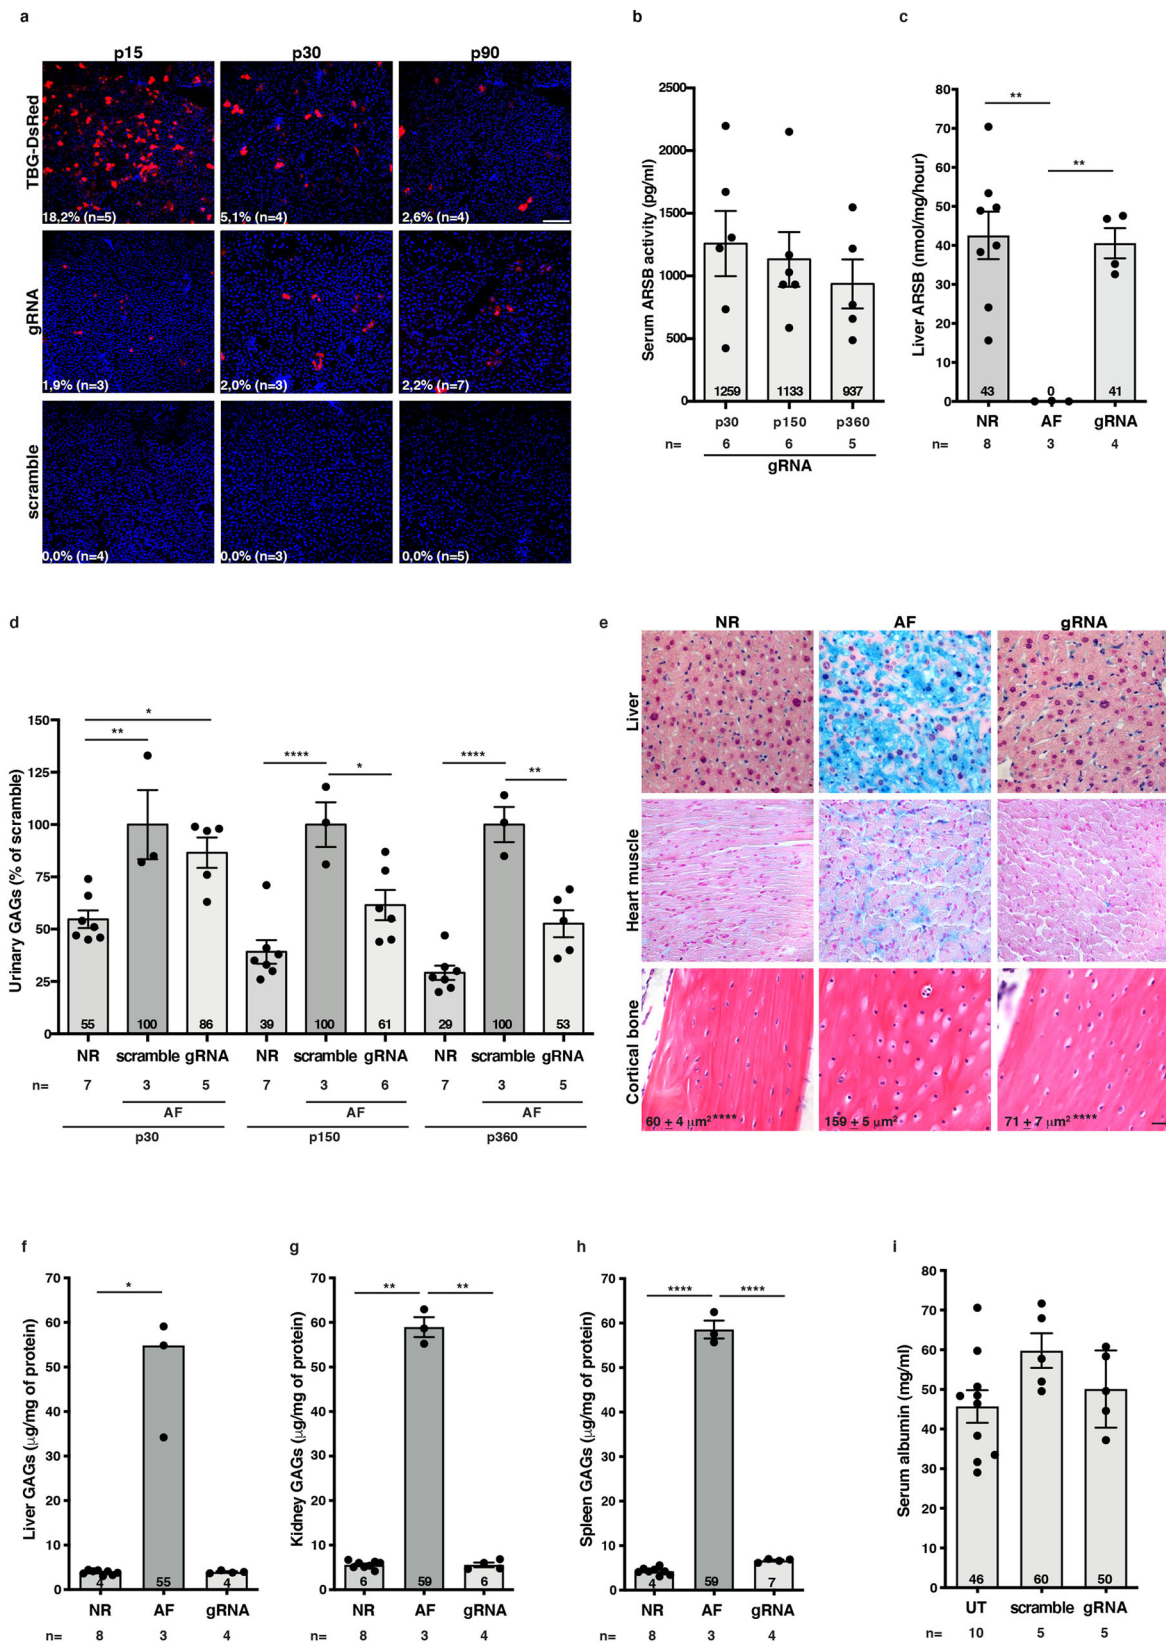 a
p15 p30 p90
TBG-DsRed
18,2% (n=5) 5,1% (n=4) 2,6% (n=4)
gRNA
1,9% (n=3) 2,0% (n=3) 2,2% (n=7)
scramble
0,0% (n=4) 0,0% (n=3) 0,0% (n=5)
b
Serum ARSB activity (pg/ml)
2500
2000
1500
1000
500
0
1259 1133 937
p30 p150 p360
n= 6 6 5
gRNA
c
Liver ARSB (nmol/mg/hour)
80
70
60
50
40
30
20
10
0
** **
43 0 41
NR AF gRNA
n= 8 3 4
d
Urinary GAGs (% of scramble)
150
125
100
75
50
25
0
* ** **** * **** **
55 100 86 39 100 61 29 100 53
NR scramble gRNA NR scramble gRNA NR scramble gRNA
n= 7 3 5 7 3 6 7 3 5
AF AF AF
p30 p150 p360
e
NR AF gRNA
Liver
Heart muscle
Cortical bone
60 ± 4 μm²**** 159 ± 5 μm² 71 ± 7 μm²****
f
Liver GAGs (μg/mg of protein)
70
60
50
40
30
20
10
0
*
4 55 4
NR AF gRNA
n= 8 3 4
g
Kidney GAGs (μg/mg of protein)
70
60
50
40
30
20
10
0
** **
6 59 6
NR AF gRNA
n= 8 3 4
h
Spleen GAGs (μg/mg of protein)
70
60
50
40
30
20
10
0
**** ****
4 59 7
NR AF gRNA
n= 8 3 4
i
Serum albumin (mg/ml)
80
70
60
50
40
30
20
10
0
46 60 50
UT scramble gRNA
n= 10 5 5